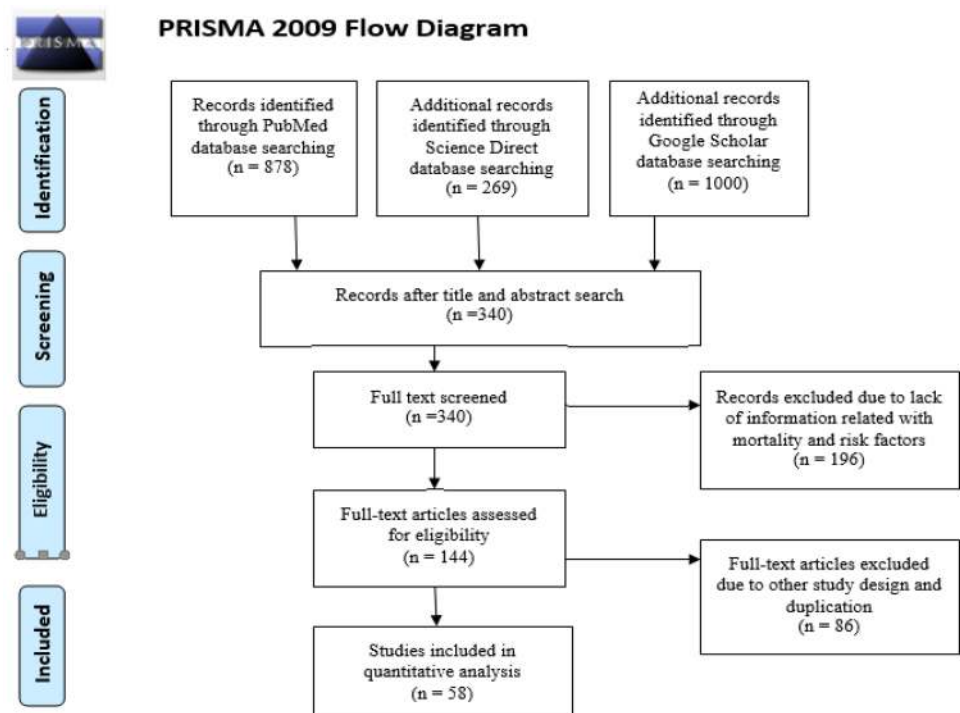 PRISMA
PRISMA 2009 Flow Diagram
Identification
Records identified
through PubMed
database searching
(n = 878)
Additional records
identified through
Science Direct
database searching
(n = 269)
Additional records
identified through
Google Scholar
database searching
(n = 1000)
Screening
Records after title and abstract search
(n =340)
Full text screened
(n =340)
Records excluded due to lack
of information related with
mortality and risk factors
(n = 196)
Eligibility
Full-text articles assessed
for eligibility
(n = 144)
Full-text articles excluded
due to other study design and
duplication
(n = 86)
Included
Studies included in
quantitative analysis
(n = 58)